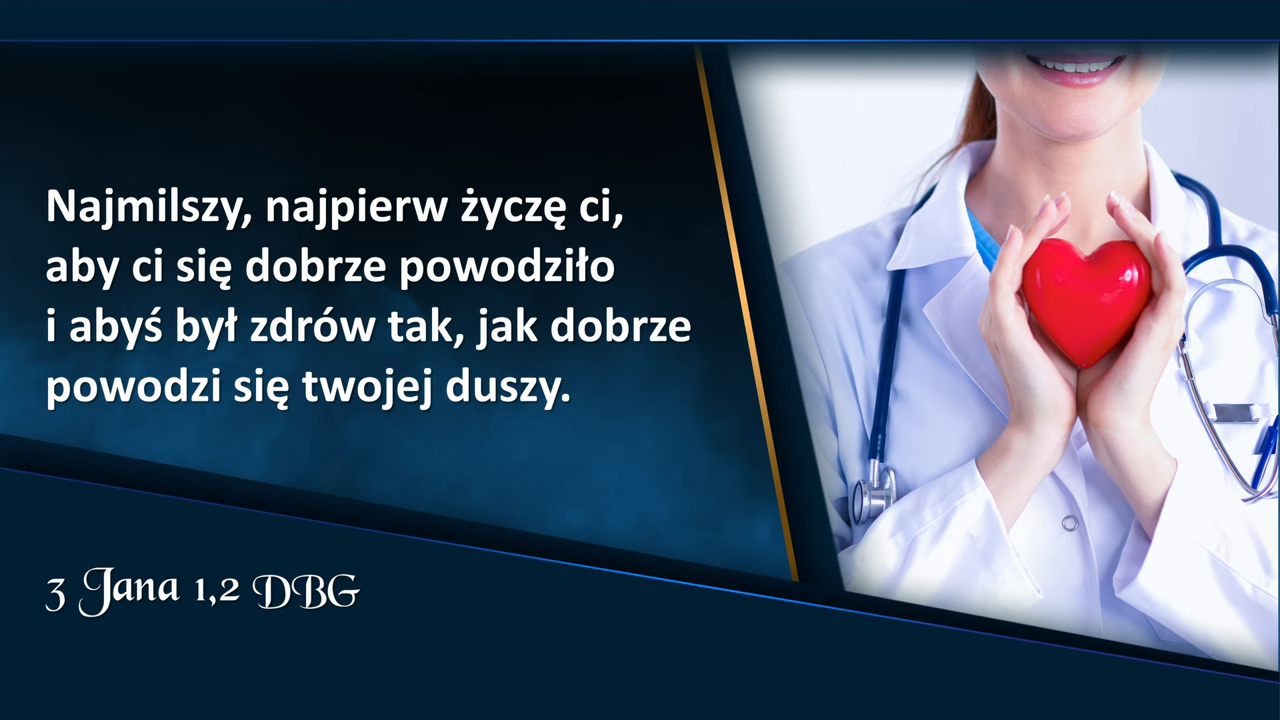 Najmilszy, najpierw życzę ci,
aby ci się dobrze powodziło
i abyś był zdrów tak, jak dobrze
powodzi się twojej duszy.
3 Jana 1,2 DBG